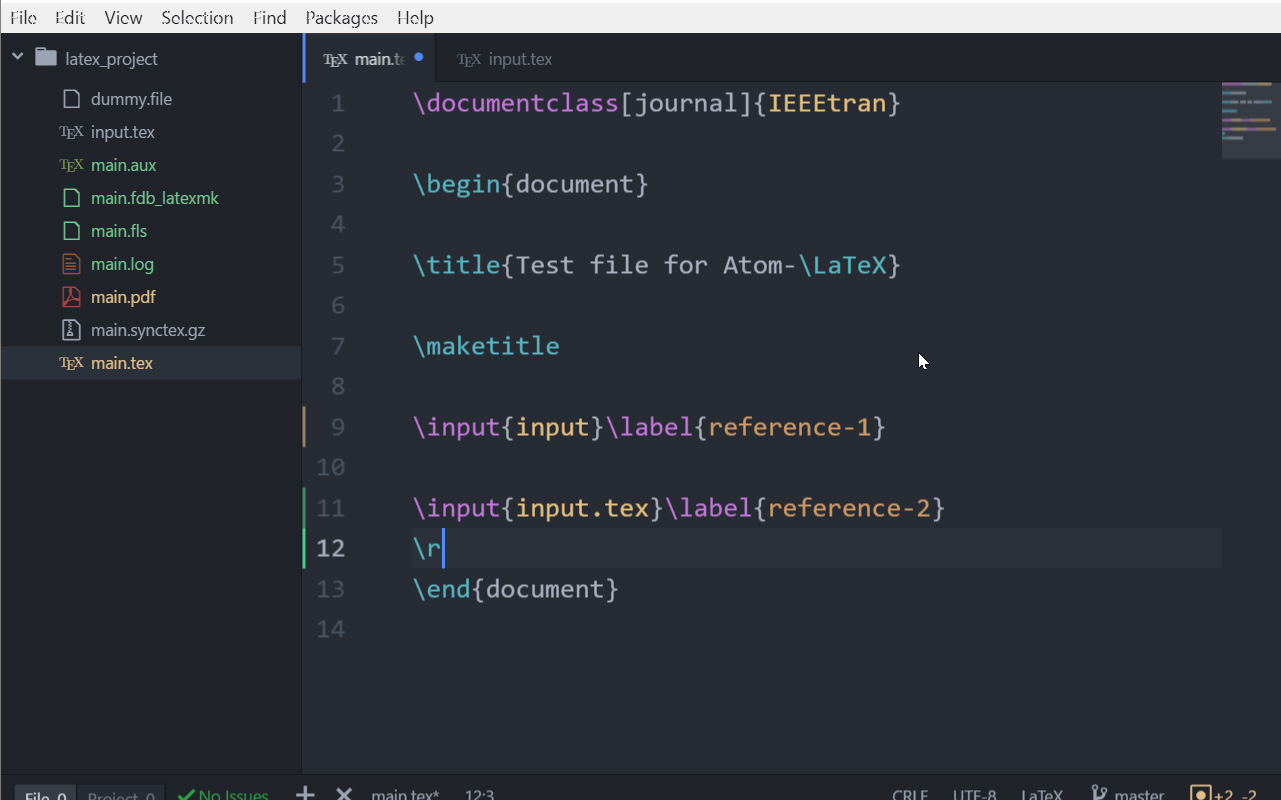 File Edit View Selection Find Packages Help
latex_project
dummy.file
TEX input.tex
TEX main.aux
main.fdb_latexmk
main.fls
main.log
main.pdf
main.synctex.gz
TEX main.tex
TEX main.te
TEX input.tex
1 \documentclass[journal]{IEEEtran}
2
3 \begin{document}
4
5 \title{Test file for Atom-\LaTeX}
6
7 \maketitle
8
9 \input{input}\label{reference-1}
10
11 \input{input.tex}\label{reference-2}
12 \r
13 \end{document}
14
File 0 Project 0 No Issues main.tex* 12:3 CRLF UTF-8 LaTeX master +2, -2